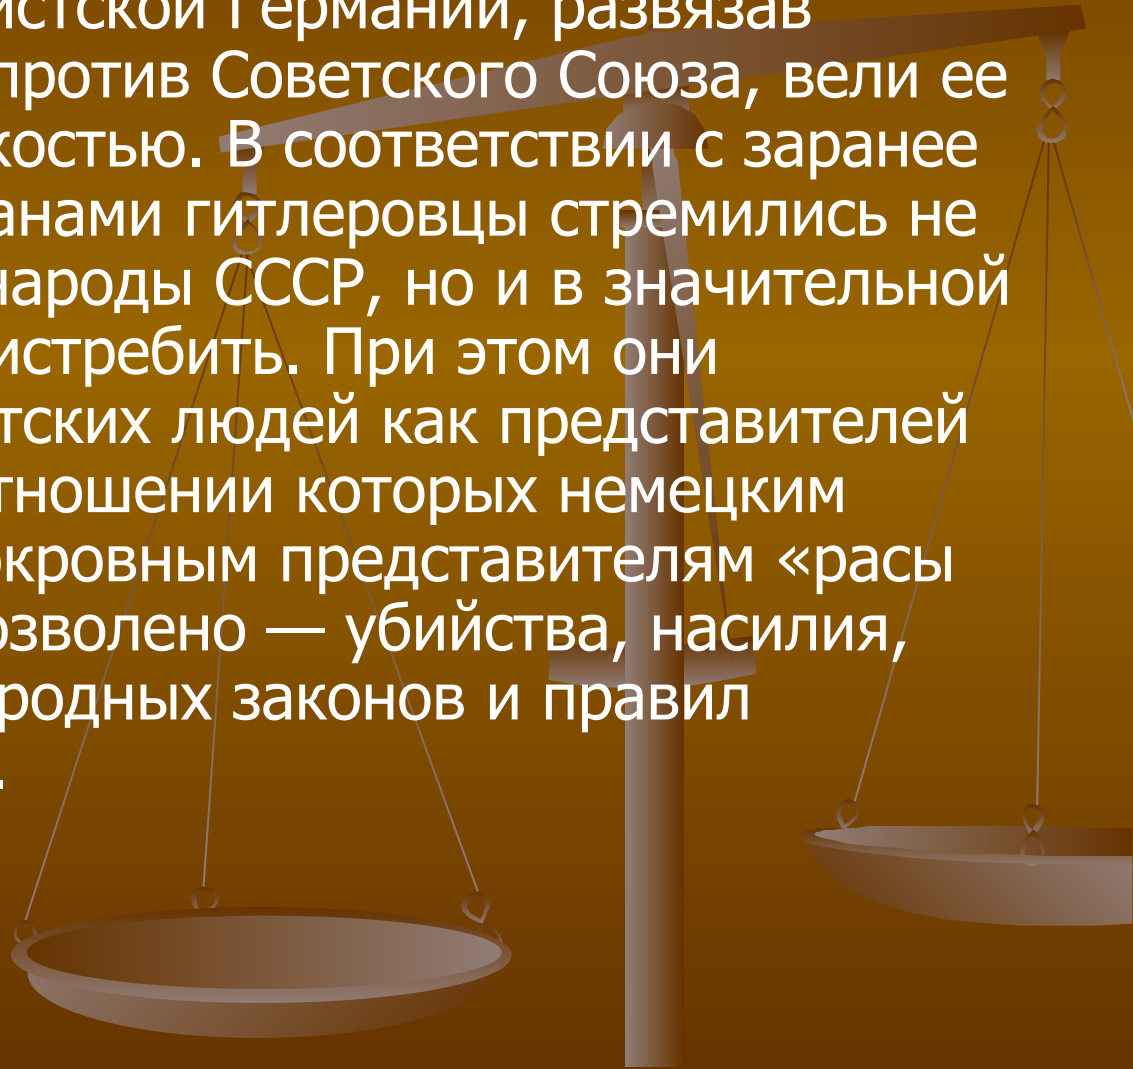 истской Германии, развязав
против Советского Союза, вели ее
костью. В соответствии с заранее
анами гитлеровцы стремились не
народы СССР, но и в значительной
истребить. При этом они
тских людей как представителей
тношении которых немецким
окровным представителям «расы
озволено — убийства, насилия,
родных законов и правил
.